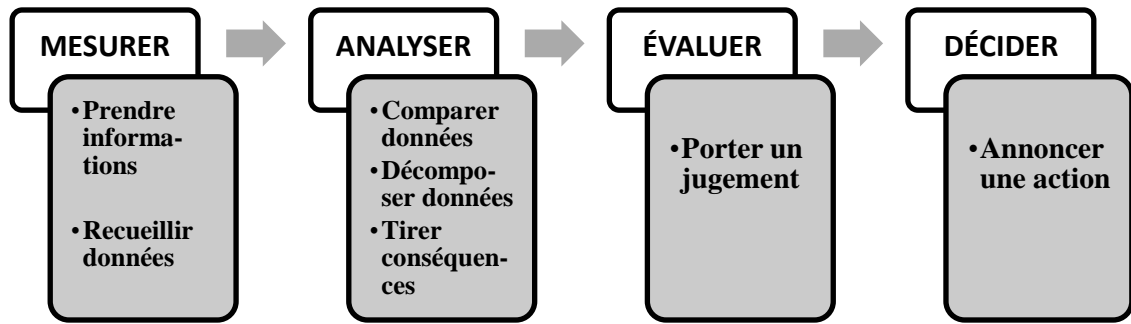 MESURER
•Prendre
informa-
tions
•Recueillir
données
ANALYSER
•Comparer
données
•Décompo-
ser données
•Tirer
conséquen-
ces
ÉVALUER
•Porter un
jugement
DÉCIDER
•Annoncer
une action